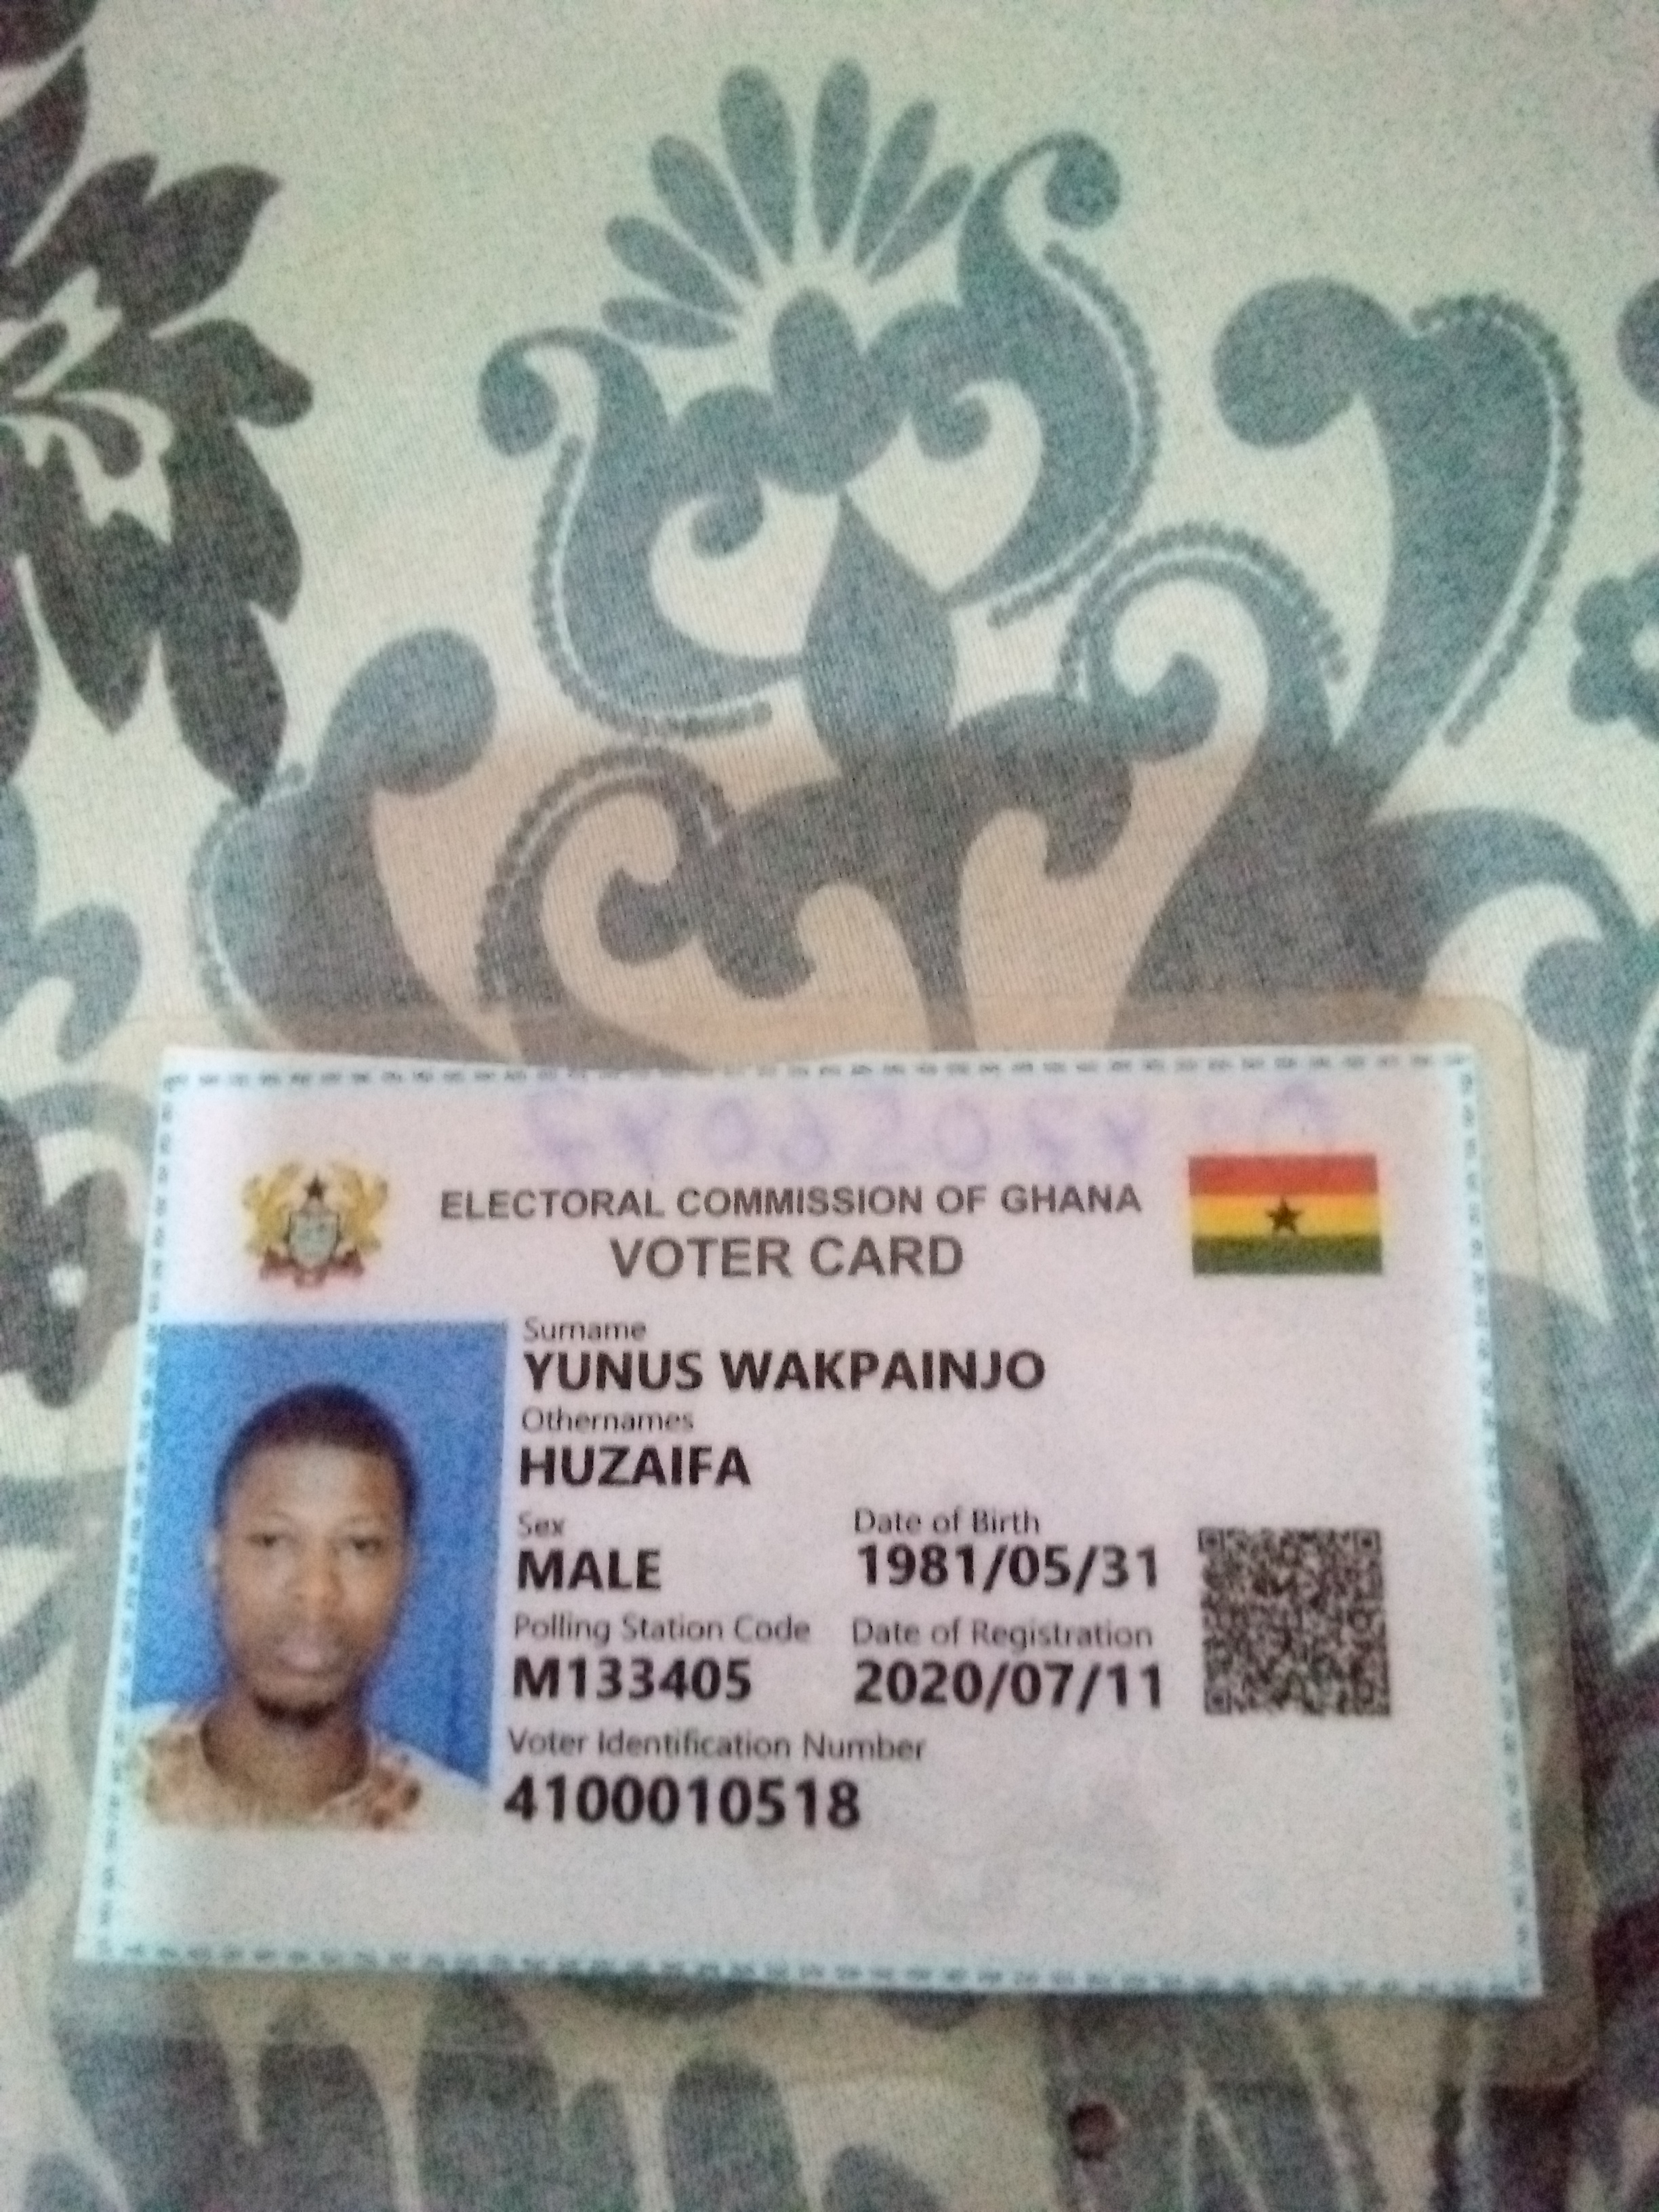 ELECTORAL COMMISSION OF GHANA
VOTER CARD
Surname
YUNUS WAKPAINJO
Othernames
HUZAIFA
Sex
MALE
Date of Birth
1981/05/31
Polling Station Code
M133405
Date of Registration
2020/07/11
Voter Identification Number
4100010518